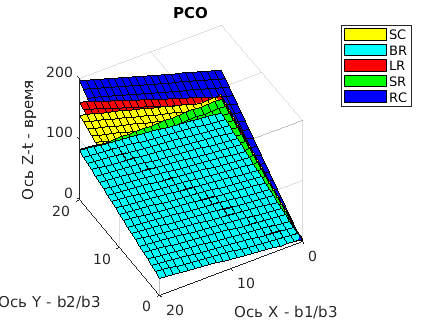 PCO
SC
BR
LR
SR
RC
Ось Z-t - время
200
100
0
20
10
0
20
10
0
Ось Y - b2/b3
Ось X - b1/b3